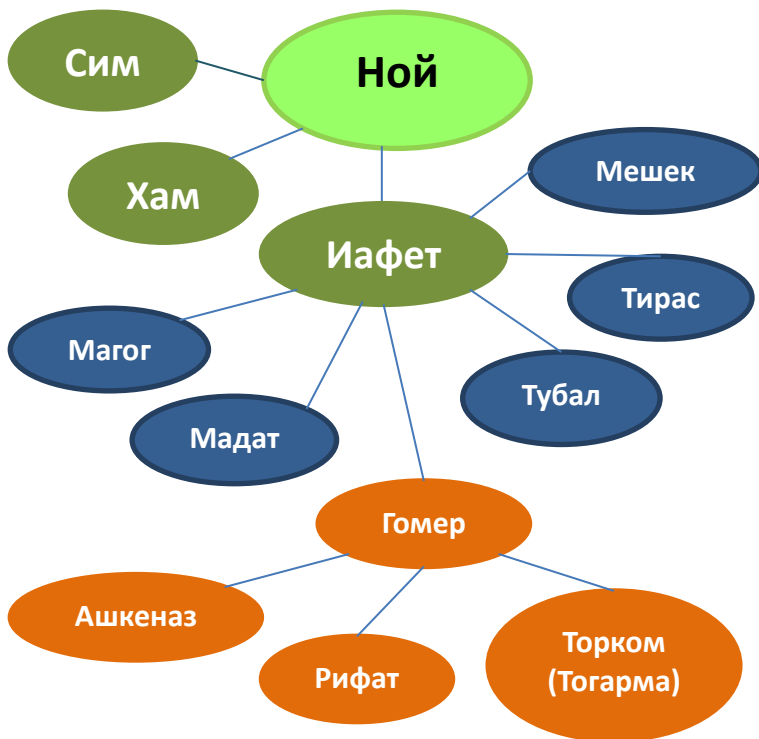 Сим
Ной
Хам
Мешек
Иафет
Тирас
Магог
Тубал
Мадат
Гомер
Ашкеназ
Рифат
Торком
(Тогарма)